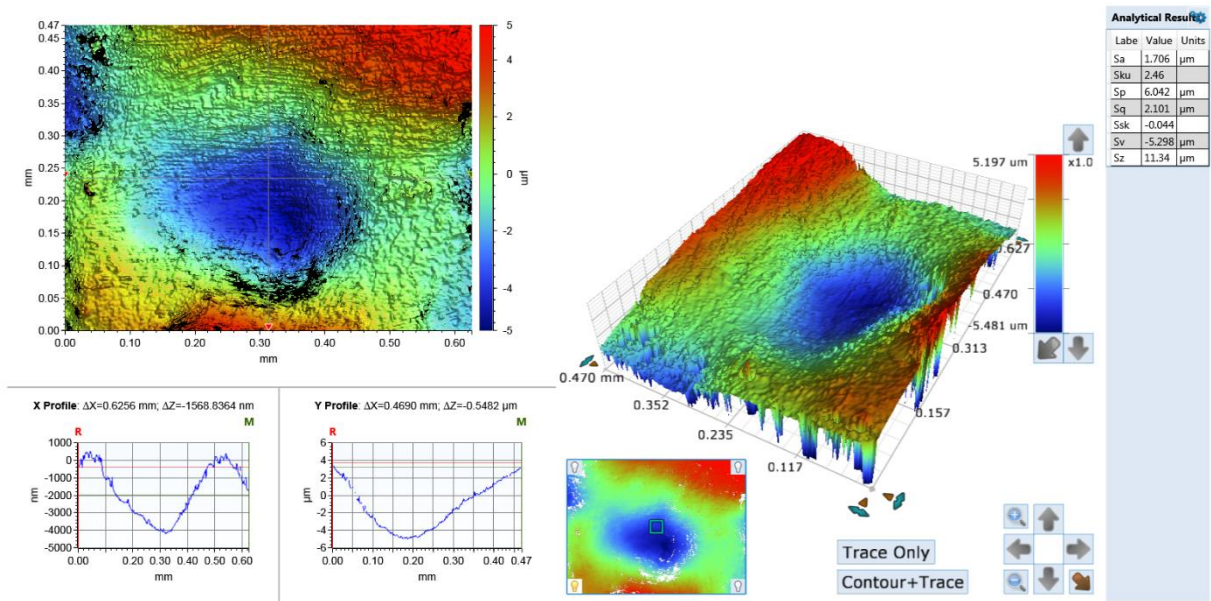 0.47
0.45
0.40
0.35
0.30
0.25
0.20
0.15
0.10
0.05
0.00
mm
0.00 0.10 0.20 0.30 0.40 0.50 0.60
mm
5
4
2
0
-2
-4
-5
µm
X Profile: ΔX=0.6256 mm; ΔZ=-1568.8364 nm
M
R
1000
0
-1000
-2000
-3000
-4000
-5000
nm
0.00 0.10 0.20 0.30 0.40 0.50 0.62
mm
Y Profile: ΔX=0.4690 mm; ΔZ=-0.5482 µm
M
R
6
4
2
0
-2
-4
-6
µm
0.00 0.10 0.20 0.30 0.40 0.47
mm
5.197 um
x1.0
-5.481 um
0.627
0.470
0.313
0.157
0.470 mm
0.352
0.235
0.117
Trace Only
Contour+Trace
Analytical Results
Labe Value Units
Sa 1.706 µm
Sku 2.46
Sp 6.042 µm
Sq 2.101 µm
Ssk -0.044
Sv -5.298 µm
Sz 11.34 µm